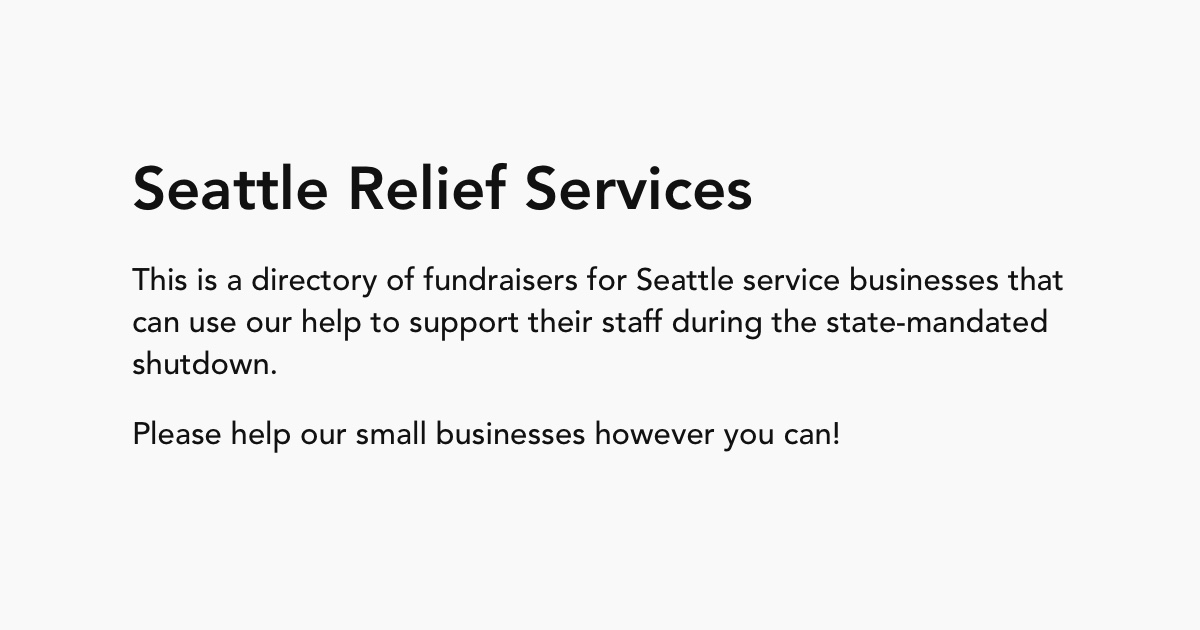 Seattle Relief Services
This is a directory of fundraisers for Seattle service businesses that
can use our help to support their staff during the state-mandated
shutdown.
Please help our small businesses however you can!